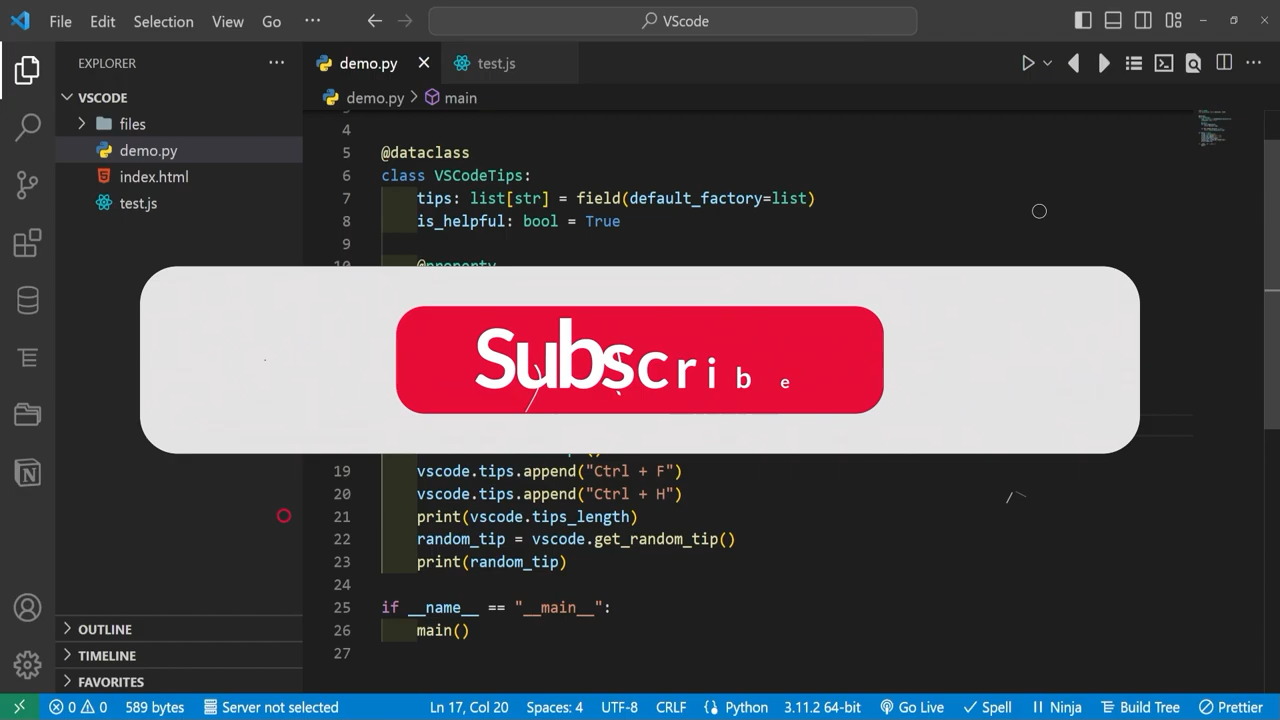 File Edit Selection View Go ··· VScode
EXPLORER ···
demo.py
test.js
VSCODE
demo.py > main
files
demo.py
index.html
test.js
4
5 @dataclass
6 class VSCodeTips:
7 tips: list[str] = field(default_factory=list)
8 is_helpful: bool = True
9
10 @property
Subscribe
19 vscode.tips.append("Ctrl + F")
20 vscode.tips.append("Ctrl + H")
21 print(vscode.tips_length)
22 random_tip = vscode.get_random_tip()
23 print(random_tip)
24
25 if __name__ == "__main__":
26 main()
27
OUTLINE
TIMELINE
FAVORITES
0 0 589 bytes Server not selected Ln 17, Col 20 Spaces: 4 UTF-8 CRLF Python 3.11.2 64-bit Go Live Spell Ninja Build Tree Prettier